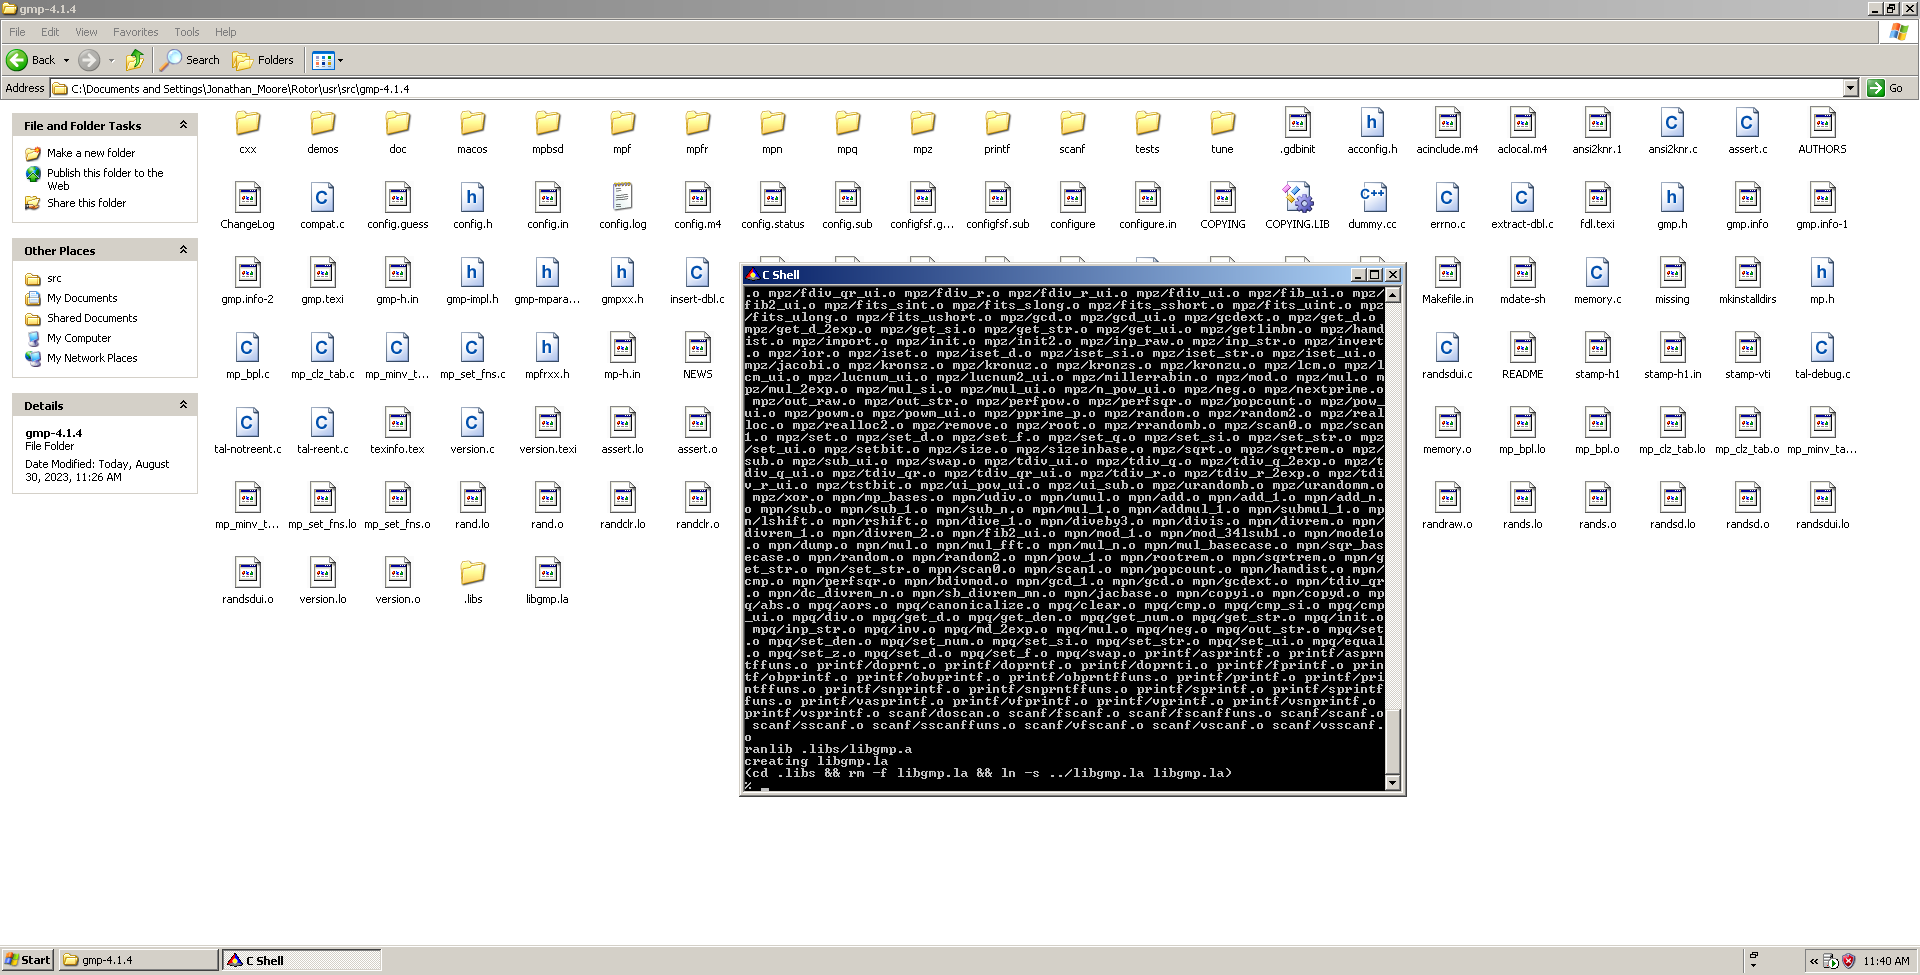 gmp-4.1.4
File Edit View Favorites Tools Help
Back Search Folders
Address C:\Documents and Settings\Jonathan_Moore\Rotor\usr\src\gmp-4.1.4 Go
File and Folder Tasks
Make a new folder
Publish this folder to the
Web
Share this folder
Other Places
src
My Documents
Shared Documents
My Computer
My Network Places
Details
gmp-4.1.4
File Folder
Date Modified: Today, August
30, 2023, 11:26 AM
cxx demos doc macos mpbsd mpf mpfr mpn mpq mpz printf scanf tests tune .gdbinit acconfig.h acinclude.m4 aclocal.m4 ansi2knr.1 ansi2knr.c assert.c AUTHORS
ChangeLog compat.c config.guess config.h config.in config.log config.m4 config.status config.sub configfsf.g... configfsf.sub configure configure.in COPYING COPYING.LIB dummy.cc errno.c extract-dbl.c fdl.texi gmp.h gmp.info gmp.info-1
gmp.info-2 gmp.texi gmp-h.in gmp-impl.h gmp-mpara... gmpxx.h insert-dbl.c Makefile.in mdate-sh memory.c missing mkinstalldirs mp.h
mp_bpl.c mp_clz_tab.c mp_minv_t... mp_set_fns.c mpfrxx.h mp-h.in NEWS randsdui.c README stamp-h1 stamp-h1.in stamp-vti tal-debug.c
tal-notreent.c tal-reent.c texinfo.tex version.c version.texi assert.lo assert.o memory.o mp_bpl.lo mp_bpl.o mp_clz_tab.lo mp_clz_tab.o mp_minv_ta...
mp_minv_t... mp_set_fns.lo mp_set_fns.o rand.lo rand.o randclr.lo randclr.o randraw.o rands.lo rands.o randsd.lo randsd.o randsdui.lo
randsdui.o version.lo version.o .libs libgmp.la
C Shell
.o mpz/fdiv_qr_ui.o mpz/fdiv_r.o mpz/fdiv_r_ui.o mpz/fdiv_ui.o mpz/fib_ui.o mpz/
fib2_ui.o mpz/fits_sint.o mpz/fits_slong.o mpz/fits_sshort.o mpz/fits_uint.o mpz
/fits_ulong.o mpz/fits_ushort.o mpz/gcd.o mpz/gcd_ui.o mpz/gcdext.o mpz/get_d.o
mpz/get_d_2exp.o mpz/get_si.o mpz/get_str.o mpz/get_ui.o mpz/getlimbn.o mpz/hamd
ist.o mpz/import.o mpz/init.o mpz/init2.o mpz/inp_raw.o mpz/inp_str.o mpz/invert
.o mpz/ior.o mpz/iset.o mpz/iset_d.o mpz/iset_si.o mpz/iset_str.o mpz/iset_ui.o
mpz/jacobi.o mpz/kronsz.o mpz/kronuz.o mpz/kronzs.o mpz/kronzu.o mpz/lcm.o mpz/l
cm_ui.o mpz/lucnum_ui.o mpz/lucnum2_ui.o mpz/millerrabin.o mpz/mod.o mpz/mul.o m
pz/mul_2exp.o mpz/mul_si.o mpz/mul_ui.o mpz/n_pow_ui.o mpz/neg.o mpz/nextprime.o
 mpz/out_raw.o mpz/out_str.o mpz/perfpow.o mpz/perfsqr.o mpz/popcount.o mpz/pow_
ui.o mpz/powm.o mpz/powm_ui.o mpz/pprime_p.o mpz/random.o mpz/random2.o mpz/real
loc.o mpz/realloc2.o mpz/remove.o mpz/root.o mpz/rrandomb.o mpz/scan0.o mpz/scan
1.o mpz/set.o mpz/set_d.o mpz/set_f.o mpz/set_q.o mpz/set_si.o mpz/set_str.o mpz
/set_ui.o mpz/setbit.o mpz/size.o mpz/sizeinbase.o mpz/sqrt.o mpz/sqrtrem.o mpz/
sub.o mpz/sub_ui.o mpz/swap.o mpz/tdiv_ui.o mpz/tdiv_q.o mpz/tdiv_q_2exp.o mpz/t
div_q_ui.o mpz/tdiv_qr.o mpz/tdiv_qr_ui.o mpz/tdiv_r.o mpz/tdiv_r_2exp.o mpz/tdi
v_r_ui.o mpz/tstbit.o mpz/ui_pow_ui.o mpz/ui_sub.o mpz/urandomb.o mpz/urandomm.o
 mpz/xor.o mpn/mp_bases.o mpn/udiv.o mpn/umul.o mpn/add.o mpn/add_1.o mpn/add_n.
o mpn/sub.o mpn/sub_1.o mpn/sub_n.o mpn/mul_1.o mpn/addmul_1.o mpn/submul_1.o mp
n/lshift.o mpn/rshift.o mpn/dive_1.o mpn/diveby3.o mpn/divis.o mpn/divrem.o mpn/
divrem_1.o mpn/divrem_2.o mpn/fib2_ui.o mpn/mod_1.o mpn/mod_34lsub1.o mpn/mode1o
.o mpn/dump.o mpn/mul.o mpn/mul_fft.o mpn/mul_n.o mpn/mul_basecase.o mpn/sqr_bas
ecase.o mpn/random.o mpn/random2.o mpn/pow_1.o mpn/rootrem.o mpn/sqrtrem.o mpn/g
et_str.o mpn/set_str.o mpn/scan0.o mpn/scan1.o mpn/popcount.o mpn/hamdist.o mpn/
cmp.o mpn/perfsqr.o mpn/bdivmod.o mpn/gcd_1.o mpn/gcd.o mpn/gcdext.o mpn/tdiv_qr
.o mpn/dc_divrem_n.o mpn/sb_divrem_mn.o mpn/jacbase.o mpn/copyi.o mpn/copyd.o mp
q/abs.o mpq/aors.o mpq/canonicalize.o mpq/clear.o mpq/cmp.o mpq/cmp_si.o mpq/cmp
_ui.o mpq/div.o mpq/get_d.o mpq/get_den.o mpq/get_num.o mpq/get_str.o mpq/init.o
 mpq/inp_str.o mpq/inv.o mpq/md_2exp.o mpq/mul.o mpq/neg.o mpq/out_str.o mpq/set
.o mpq/set_den.o mpq/set_num.o mpq/set_si.o mpq/set_str.o mpq/set_ui.o mpq/equal
.o mpq/set_z.o mpq/set_d.o mpq/set_f.o mpq/swap.o printf/asprintf.o printf/asprn
tffuns.o printf/doprnt.o printf/doprntf.o printf/doprnti.o printf/fprintf.o prin
tf/obprintf.o printf/obvprintf.o printf/obprntffuns.o printf/printf.o printf/pri
ntffuns.o printf/snprintf.o printf/snprntffuns.o printf/sprintf.o printf/sprintf
funs.o printf/vasprintf.o printf/vfprintf.o printf/vprintf.o printf/vsnprintf.o
printf/vsprintf.o scanf/doscan.o scanf/fscanf.o scanf/fscanffuns.o scanf/scanf.o
 scanf/sscanf.o scanf/sscanffuns.o scanf/vfscanf.o scanf/vscanf.o scanf/vsscanf.
o
ranlib .libs/libgmp.a
creating libgmp.la
(cd .libs && rm -f libgmp.la && ln -s ../libgmp.la libgmp.la)
% _
Start gmp-4.1.4 C Shell 11:40 AM